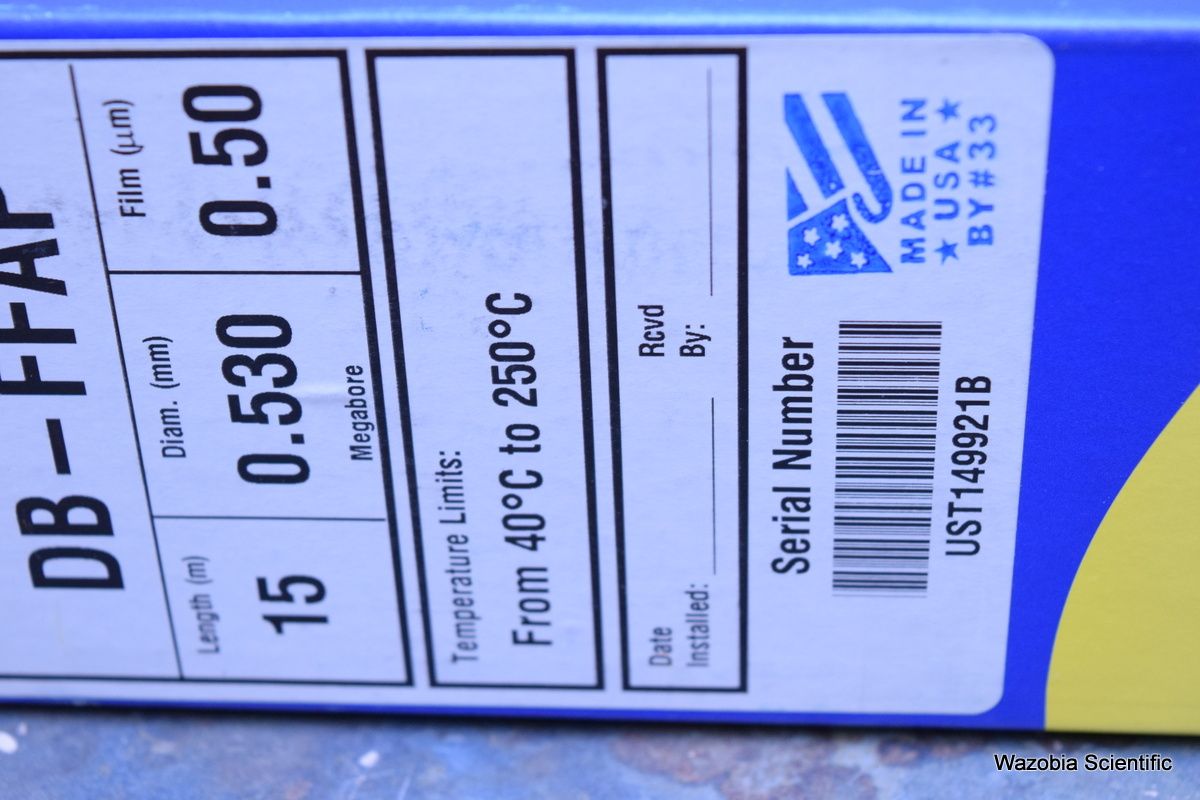 DB-FFAP
Length (m)
15
Diam. (mm)
0.530
Megabore
Film (µm)
0.50
Temperature Limits:
From 40°C to 250°C
Date
Installed:
Rcvd
By:
Serial Number
UST149921B
MADE IN
★ USA ★
BY#33
Wazobia Scientific